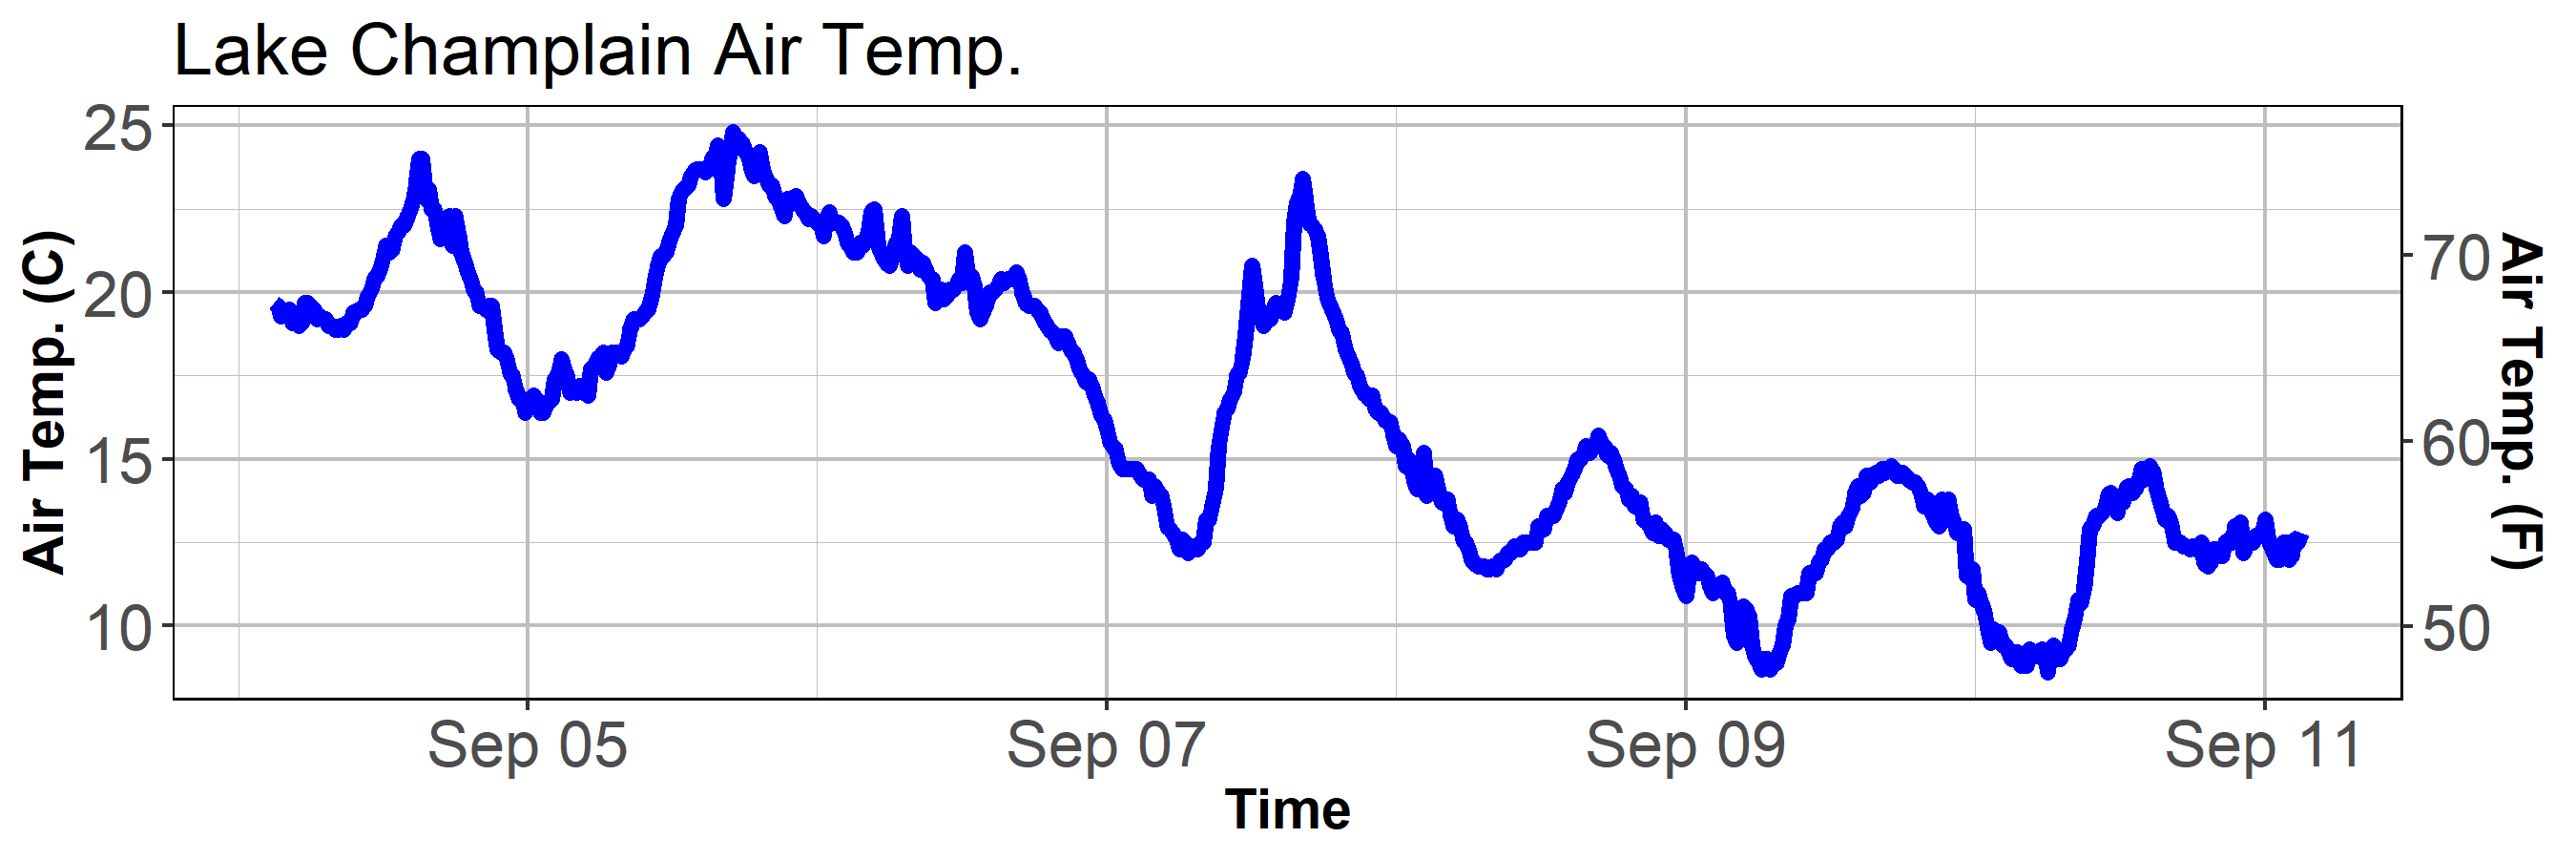 Lake Champlain Air Temp.
Air Temp. (C)
25
20
15
10
70
60
50
Air Temp. (F)
Sep 05 Sep 07 Sep 09 Sep 11
Time